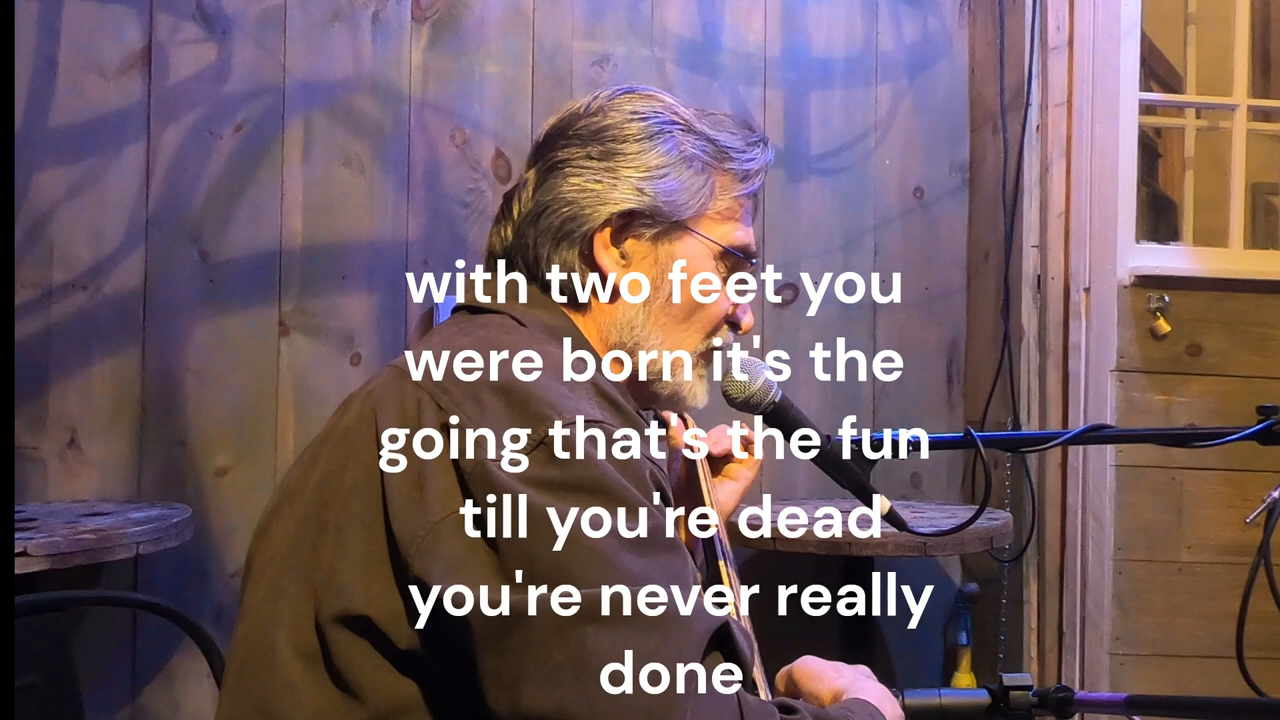 with two feet you
were born it's the
going that's the fun
till you're dead
you're never really
done